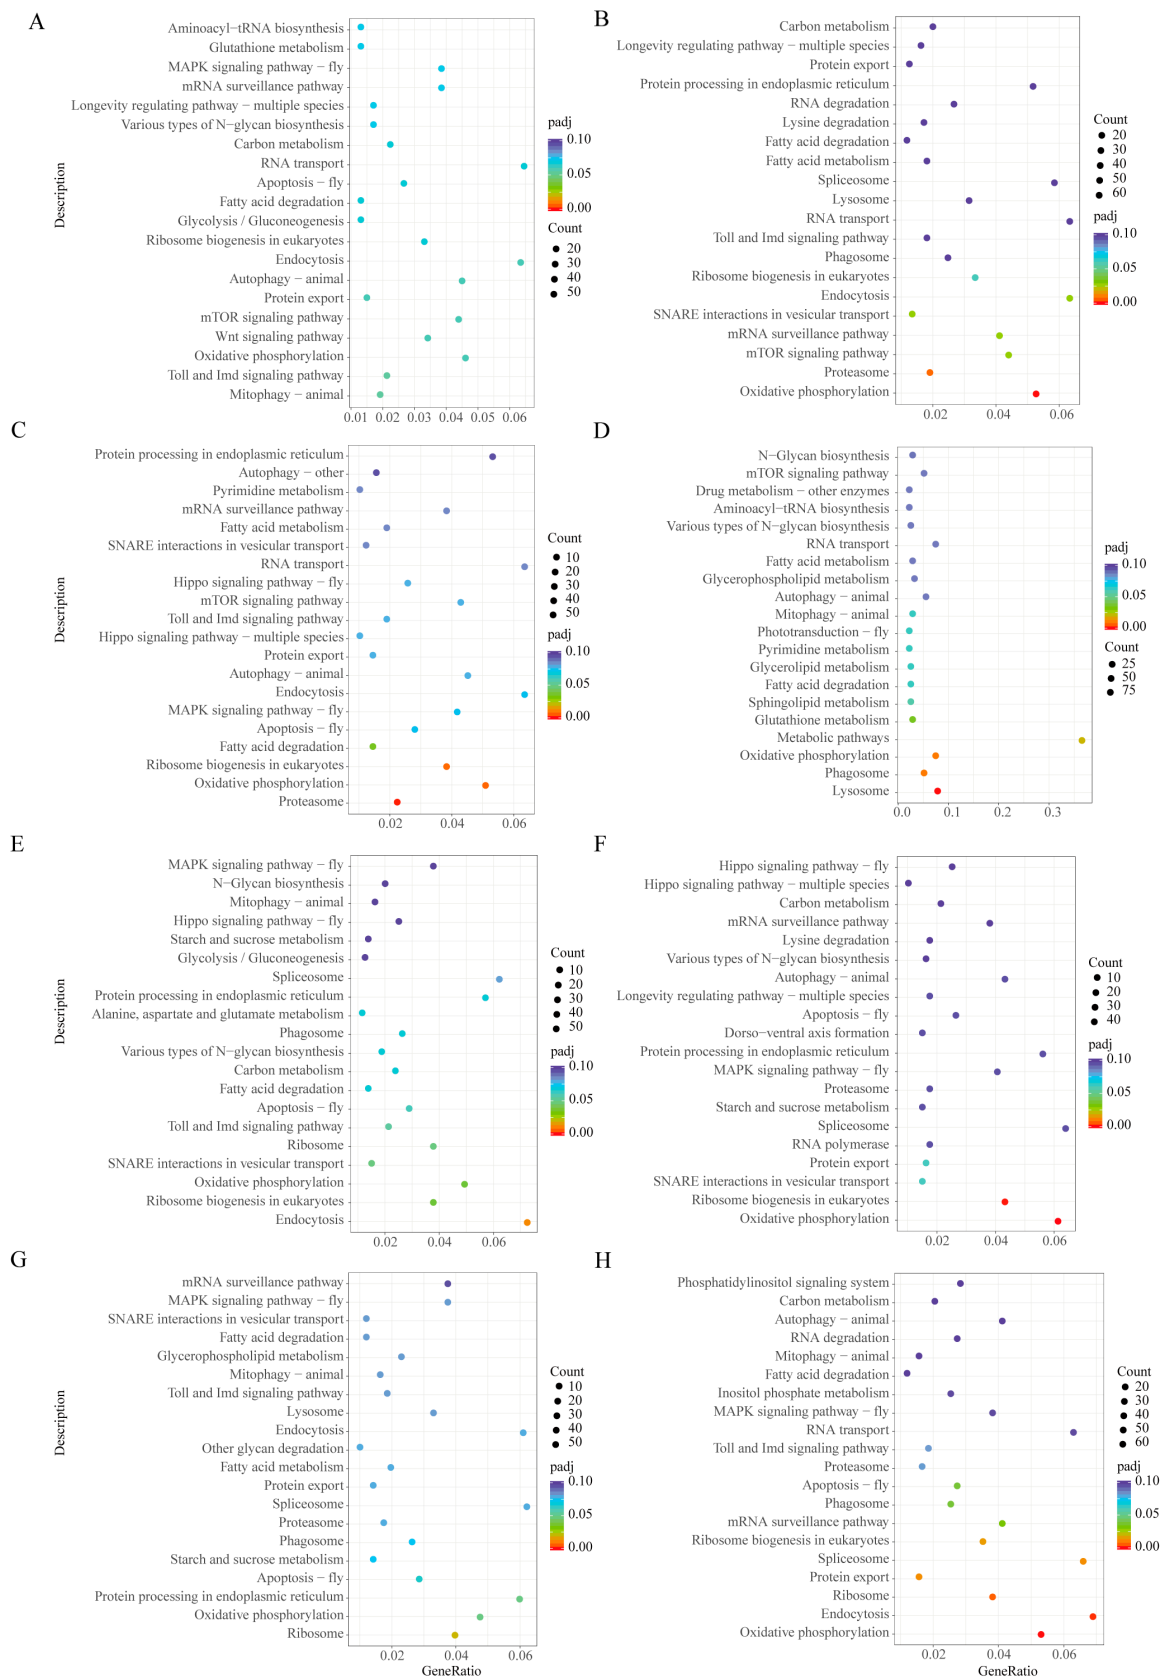 A
Aminoacyl−tRNA biosynthesis
Glutathione metabolism
MAPK signaling pathway − fly
mRNA surveillance pathway
Longevity regulating pathway − multiple species
Various types of N−glycan biosynthesis
Carbon metabolism
RNA transport
Apoptosis − fly
Fatty acid degradation
Glycolysis / Gluconeogenesis
Ribosome biogenesis in eukaryotes
Endocytosis
Autophagy − animal
Protein export
mTOR signaling pathway
Wnt signaling pathway
Oxidative phosphorylation
Toll and Imd signaling pathway
Mitophagy − animal
Description
0.01 0.02 0.03 0.04 0.05 0.06
padj
0.10
0.05
0.00
Count
20
30
40
50
B
Carbon metabolism
Longevity regulating pathway − multiple species
Protein export
Protein processing in endoplasmic reticulum
RNA degradation
Lysine degradation
Fatty acid degradation
Fatty acid metabolism
Spliceosome
Lysosome
RNA transport
Toll and Imd signaling pathway
Phagosome
Ribosome biogenesis in eukaryotes
Endocytosis
SNARE interactions in vesicular transport
mRNA surveillance pathway
mTOR signaling pathway
Proteasome
Oxidative phosphorylation
0.02 0.04 0.06
Count
20
30
40
50
60
padj
0.10
0.05
0.00
C
Protein processing in endoplasmic reticulum
Autophagy − other
Pyrimidine metabolism
mRNA surveillance pathway
Fatty acid metabolism
SNARE interactions in vesicular transport
RNA transport
Hippo signaling pathway − fly
mTOR signaling pathway
Toll and Imd signaling pathway
Hippo signaling pathway − multiple species
Protein export
Autophagy − animal
Endocytosis
MAPK signaling pathway − fly
Apoptosis − fly
Fatty acid degradation
Ribosome biogenesis in eukaryotes
Oxidative phosphorylation
Proteasome
Description
0.02 0.04 0.06
Count
10
20
30
40
50
padj
0.10
0.05
0.00
D
N−Glycan biosynthesis
mTOR signaling pathway
Drug metabolism − other enzymes
Aminoacyl−tRNA biosynthesis
Various types of N−glycan biosynthesis
RNA transport
Fatty acid metabolism
Glycerophospholipid metabolism
Autophagy − animal
Mitophagy − animal
Phototransduction − fly
Pyrimidine metabolism
Glycerolipid metabolism
Fatty acid degradation
Sphingolipid metabolism
Glutathione metabolism
Metabolic pathways
Oxidative phosphorylation
Phagosome
Lysosome
0.0 0.1 0.2 0.3
padj
0.10
0.05
0.00
Count
25
50
75
E
MAPK signaling pathway − fly
N−Glycan biosynthesis
Mitophagy − animal
Hippo signaling pathway − fly
Starch and sucrose metabolism
Glycolysis / Gluconeogenesis
Spliceosome
Protein processing in endoplasmic reticulum
Alanine, aspartate and glutamate metabolism
Phagosome
Various types of N−glycan biosynthesis
Carbon metabolism
Fatty acid degradation
Apoptosis − fly
Toll and Imd signaling pathway
Ribosome
SNARE interactions in vesicular transport
Oxidative phosphorylation
Ribosome biogenesis in eukaryotes
Endocytosis
Description
0.02 0.04 0.06
Count
10
20
30
40
50
padj
0.10
0.05
0.00
F
Hippo signaling pathway − fly
Hippo signaling pathway − multiple species
Carbon metabolism
mRNA surveillance pathway
Lysine degradation
Various types of N−glycan biosynthesis
Autophagy − animal
Longevity regulating pathway − multiple species
Apoptosis − fly
Dorso−ventral axis formation
Protein processing in endoplasmic reticulum
MAPK signaling pathway − fly
Proteasome
Starch and sucrose metabolism
Spliceosome
RNA polymerase
Protein export
SNARE interactions in vesicular transport
Ribosome biogenesis in eukaryotes
Oxidative phosphorylation
0.02 0.04 0.06
Count
10
20
30
40
padj
0.10
0.05
0.00
G
mRNA surveillance pathway
MAPK signaling pathway − fly
SNARE interactions in vesicular transport
Fatty acid degradation
Glycerophospholipid metabolism
Mitophagy − animal
Toll and Imd signaling pathway
Lysosome
Endocytosis
Other glycan degradation
Fatty acid metabolism
Protein export
Spliceosome
Proteasome
Phagosome
Starch and sucrose metabolism
Apoptosis − fly
Protein processing in endoplasmic reticulum
Oxidative phosphorylation
Ribosome
Description
0.02 0.04 0.06
GeneRatio
Count
10
20
30
40
50
padj
0.10
0.05
0.00
H
Phosphatidylinositol signaling system
Carbon metabolism
Autophagy − animal
RNA degradation
Mitophagy − animal
Fatty acid degradation
Inositol phosphate metabolism
MAPK signaling pathway − fly
RNA transport
Toll and Imd signaling pathway
Proteasome
Apoptosis − fly
Phagosome
mRNA surveillance pathway
Ribosome biogenesis in eukaryotes
Spliceosome
Protein export
Ribosome
Endocytosis
Oxidative phosphorylation
0.02 0.04 0.06
GeneRatio
Count
20
30
40
50
60
padj
0.10
0.05
0.00